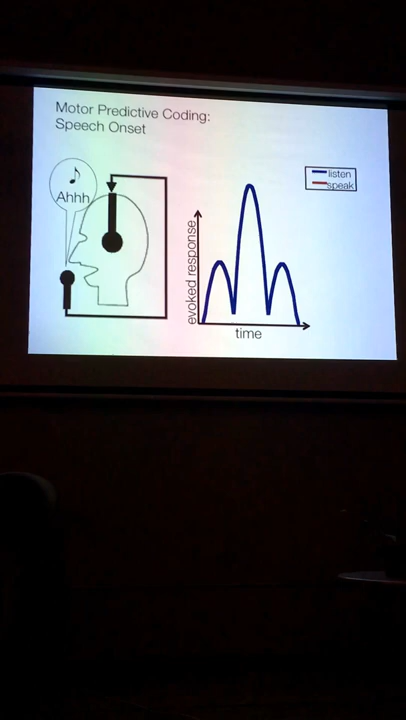 Motor Predictive Coding:
Speech Onset
Ahhh
listen
speak
evoked response
time